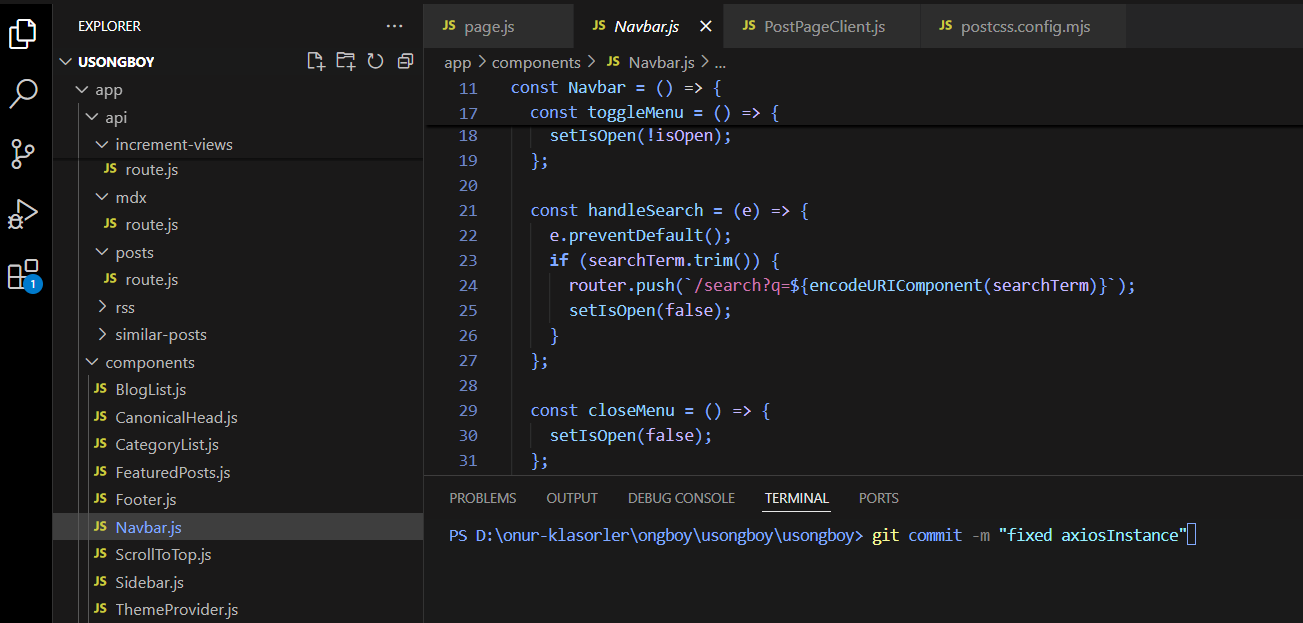 EXPLORER
USONGBOY
app
api
increment-views
JS route.js
mdx
JS route.js
posts
JS route.js
rss
similar-posts
components
JS BlogList.js
JS CanonicalHead.js
JS CategoryList.js
JS FeaturedPosts.js
JS Footer.js
JS Navbar.js
JS ScrollToTop.js
JS Sidebar.js
JS ThemeProvider.js
1
JS page.js JS Navbar.js JS PostPageClient.js JS postcss.config.mjs
app > components > JS Navbar.js > ...
11 const Navbar = () => {
17 const toggleMenu = () => {
18 setIsOpen(!isOpen);
19 };
20
21 const handleSearch = (e) => {
22 e.preventDefault();
23 if (searchTerm.trim()) {
24 router.push(`/search?q=${encodeURIComponent(searchTerm)}`);
25 setIsOpen(false);
26 }
27 };
28
29 const closeMenu = () => {
30 setIsOpen(false);
31 };
PROBLEMS OUTPUT DEBUG CONSOLE TERMINAL PORTS
PS D:\onur-klasorler\ongboy\usongboy\usongboy> git commit -m "fixed axiosInstance"